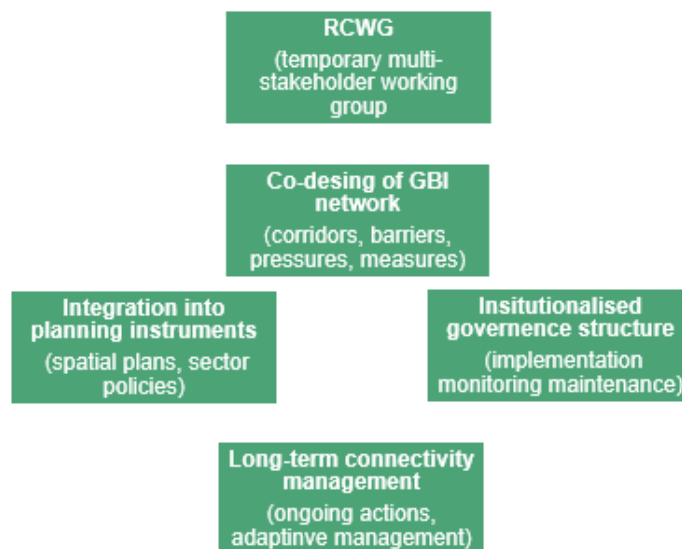 RCWG
(temporary multi-
stakeholder working
group
Co-desing of GBI
network
(corridors, barriers,
pressures, measures)
Integration into
planning instruments
(spatial plans, sector
policies)
Insitutionalised
governence structure
(implementation
monitoring maintenance)
Long-term connectivity
management
(ongoing actions,
adaptinve management)